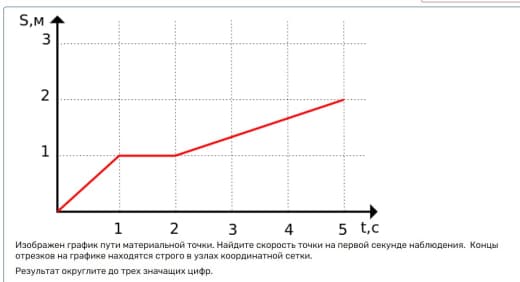 S,м
3
2
1
1 2 3 4 5 t,с
Изображен график пути материальной точки. Найдите скорость точки на первой секунде наблюдения. Концы
отрезков на графике находятся строго в узлах координатной сетки.
Результат округлите до трех значащих цифр.